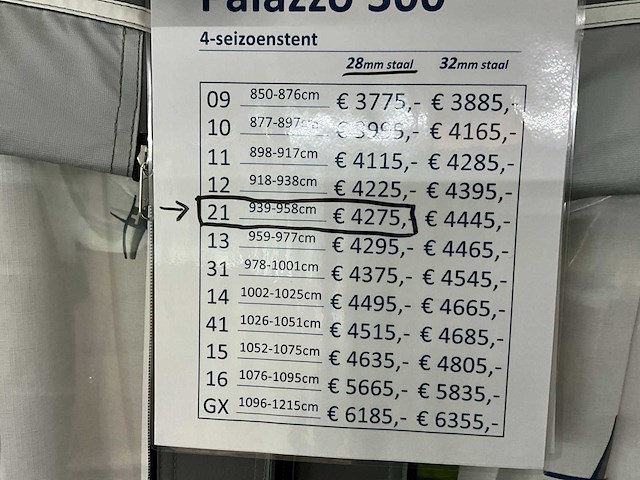 Palazzo 300
4-seizoenstent
28mm staal 32mm staal
09 850-876cm € 3775,- € 3885,-
10 877-897cm € 3995,- € 4165,-
11 898-917cm € 4115,- € 4285,-
12 918-938cm € 4225,- € 4395,-
21 939-958cm € 4275,- € 4445,-
13 959-977cm € 4295,- € 4465,-
31 978-1001cm € 4375,- € 4545,-
14 1002-1025cm € 4495,- € 4665,-
41 1026-1051cm € 4515,- € 4685,-
15 1052-1075cm € 4635,- € 4805,-
16 1076-1095cm € 5665,- € 5835,-
GX 1096-1215cm € 6185,- € 6355,-